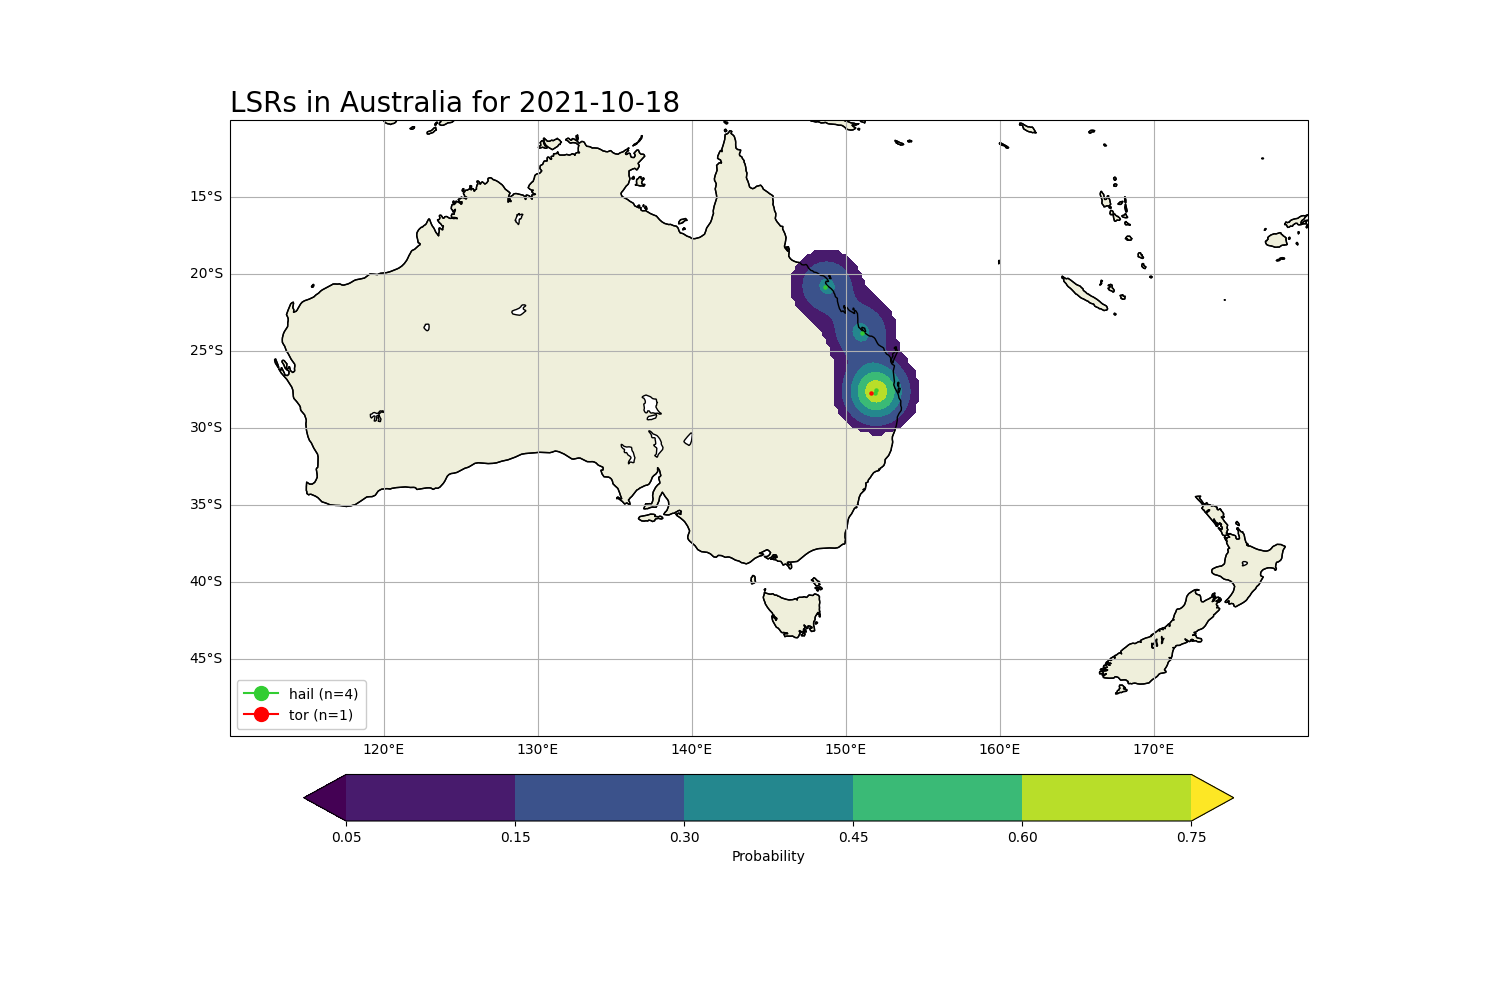 LSRs in Australia for 2021-10-18
15°S
20°S
25°S
30°S
35°S
40°S
45°S
hail (n=4)
tor (n=1)
120°E 130°E 140°E 150°E 160°E 170°E
0.05 0.15 0.30 0.45 0.60 0.75
Probability